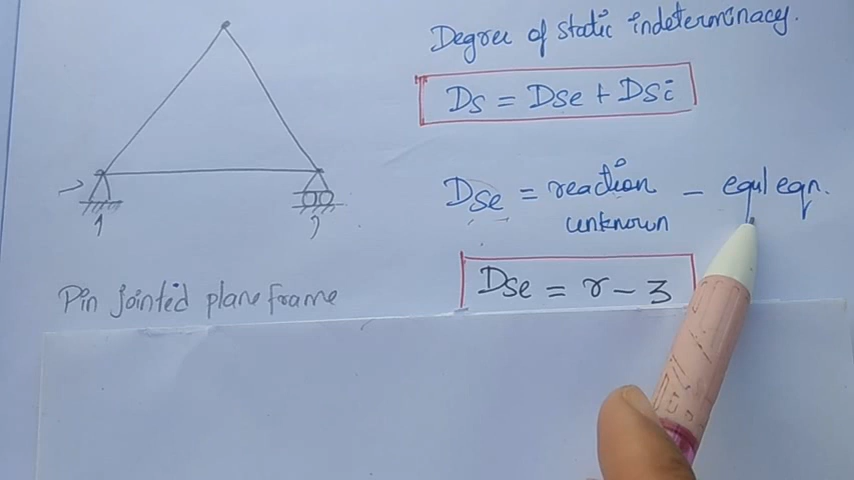 Degree of static indeterminacy.
Ds = Dse + Dsi
Dse = reaction - equl eqn.
unknown
Dse = r - 3
Pin jointed plane frame